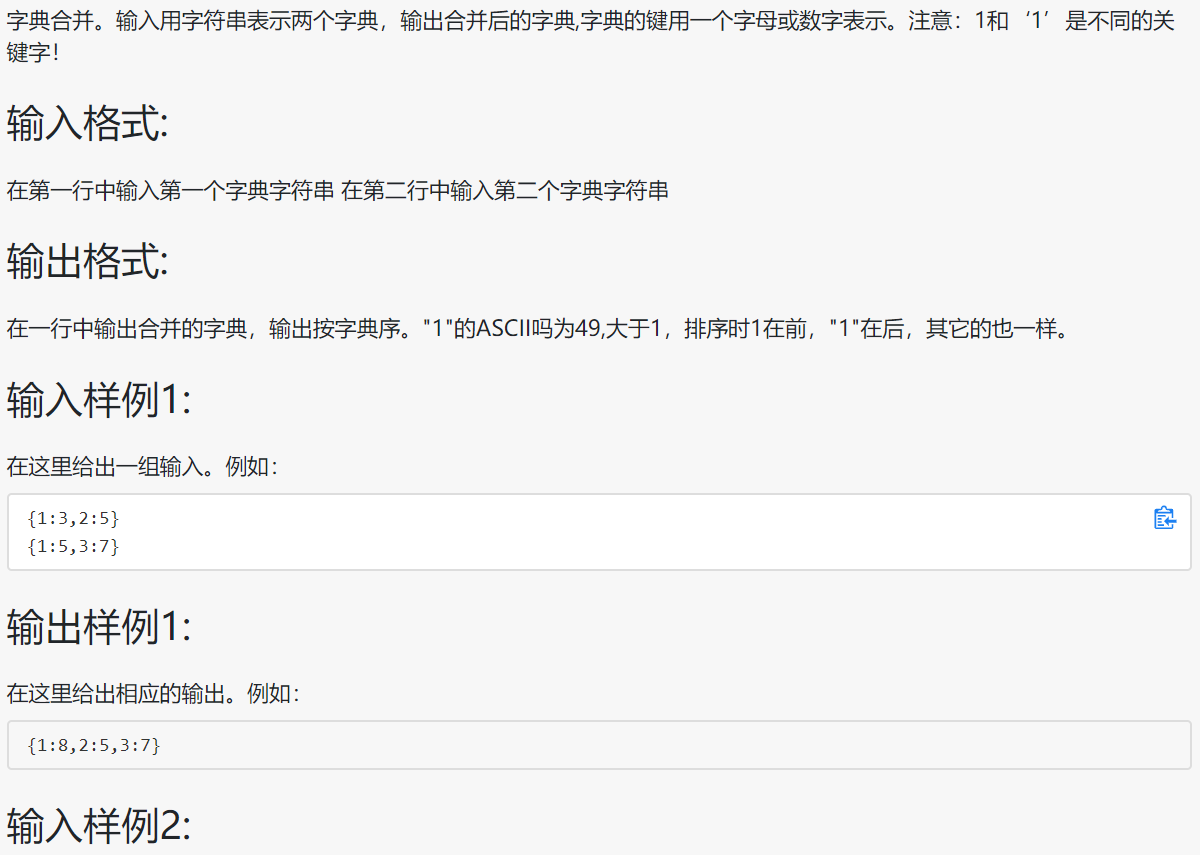 字典合并。输入用字符串表示两个字典，输出合并后的字典,字典的键用一个字母或数字表示。注意：1和‘1’是不同的关
键字！
输入格式:
在第一行中输入第一个字典字符串 在第二行中输入第二个字典字符串
输出格式:
在一行中输出合并的字典，输出按字典序。"1"的ASCII吗为49,大于1，排序时1在前，"1"在后，其它的也一样。
输入样例1:
在这里给出一组输入。例如：
{1:3,2:5}
{1:5,3:7}
输出样例1:
在这里给出相应的输出。例如：
{1:8,2:5,3:7}
输入样例2: